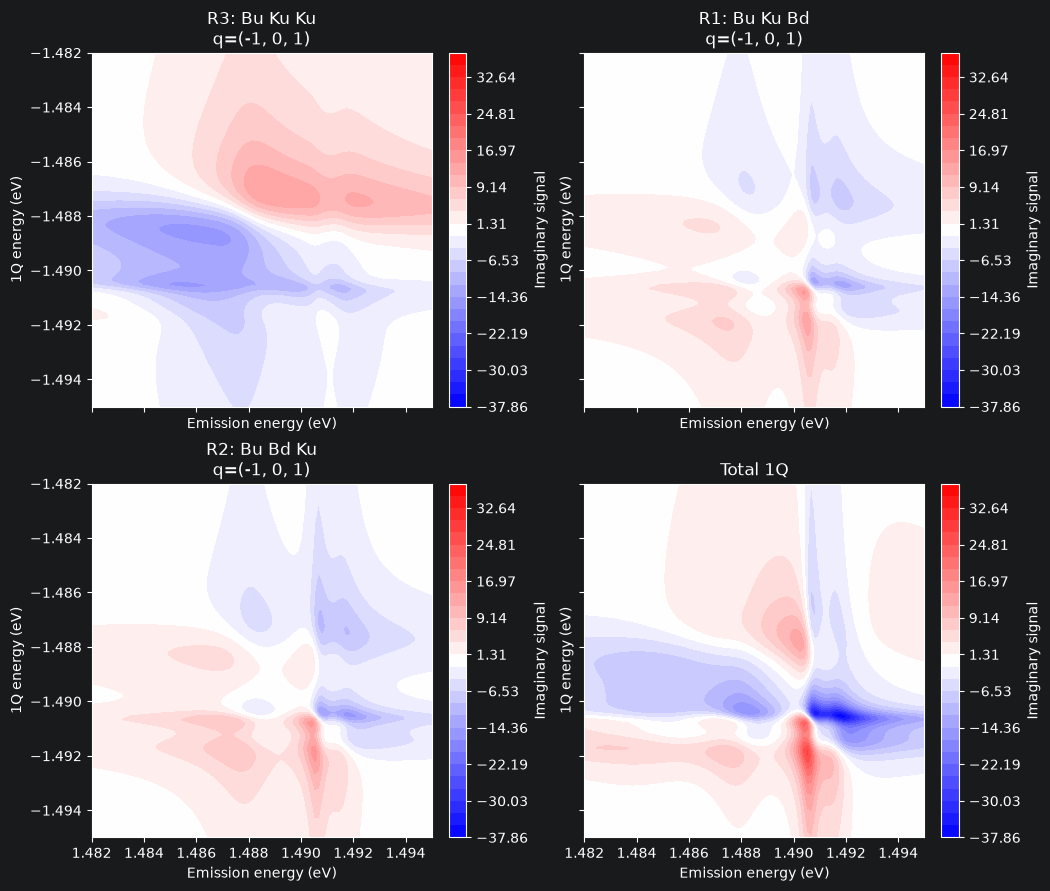 R3: Bu Ku Ku
q=(-1, 0, 1)
−1.482
−1.484
−1.486
−1.488
−1.490
−1.492
−1.494
1Q energy (eV)
Emission energy (eV)
32.64
24.81
16.97
9.14
1.31
−6.53
−14.36
−22.19
−30.03
−37.86
Imaginary signal
R1: Bu Ku Bd
q=(-1, 0, 1)
1Q energy (eV)
Emission energy (eV)
32.64
24.81
16.97
9.14
1.31
−6.53
−14.36
−22.19
−30.03
−37.86
Imaginary signal
R2: Bu Bd Ku
q=(-1, 0, 1)
−1.482
−1.484
−1.486
−1.488
−1.490
−1.492
−1.494
1Q energy (eV)
1.482 1.484 1.486 1.488 1.490 1.492 1.494
Emission energy (eV)
32.64
24.81
16.97
9.14
1.31
−6.53
−14.36
−22.19
−30.03
−37.86
Imaginary signal
Total 1Q
1Q energy (eV)
1.482 1.484 1.486 1.488 1.490 1.492 1.494
Emission energy (eV)
32.64
24.81
16.97
9.14
1.31
−6.53
−14.36
−22.19
−30.03
−37.86
Imaginary signal